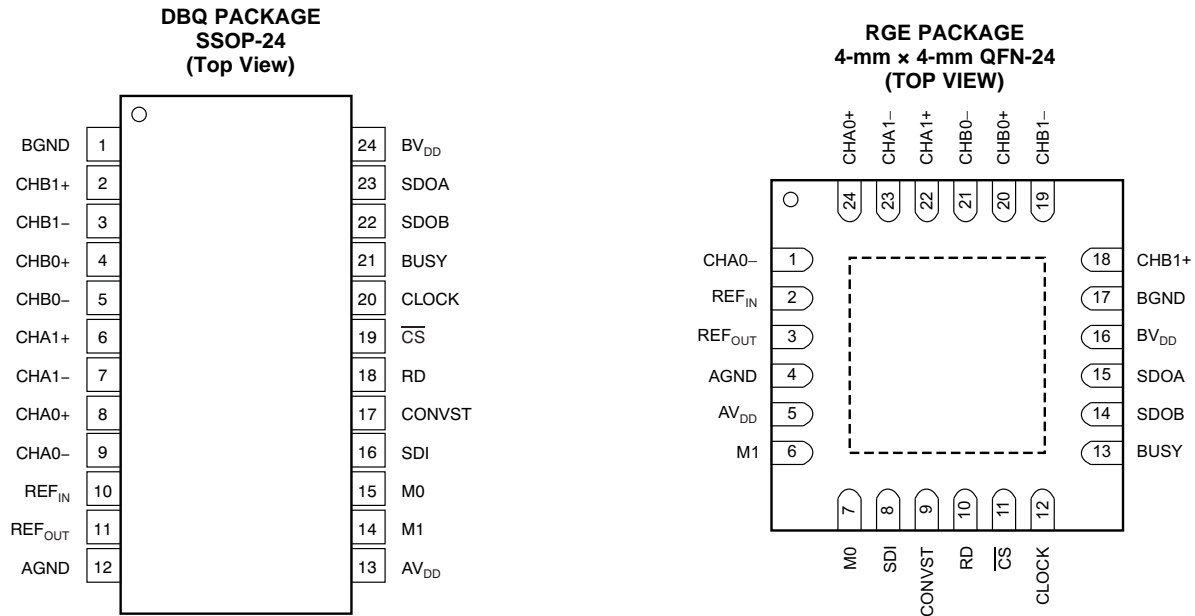 DBQ PACKAGE
SSOP-24
(Top View)
BGND 1
CHB1+ 2
CHB1− 3
CHB0+ 4
CHB0− 5
CHA1+ 6
CHA1− 7
CHA0+ 8
CHA0− 9
REFIN 10
REFOUT 11
AGND 12
24 BVDD
23 SDOA
22 SDOB
21 BUSY
20 CLOCK
19 C̅S̅
18 RD
17 CONVST
16 SDI
15 M0
14 M1
13 AVDD
RGE PACKAGE
4-mm × 4-mm QFN-24
(TOP VIEW)
CHA0+ CHA1− CHA1+ CHB0− CHB0+ CHB1−
24 23 22 21 20 19
CHA0− 1
REFIN 2
REFOUT 3
AGND 4
AVDD 5
M1 6
18 CHB1+
17 BGND
16 BVDD
15 SDOA
14 SDOB
13 BUSY
7 8 9 10 11 12
M0 SDI CONVST RD C̅S̅ CLOCK